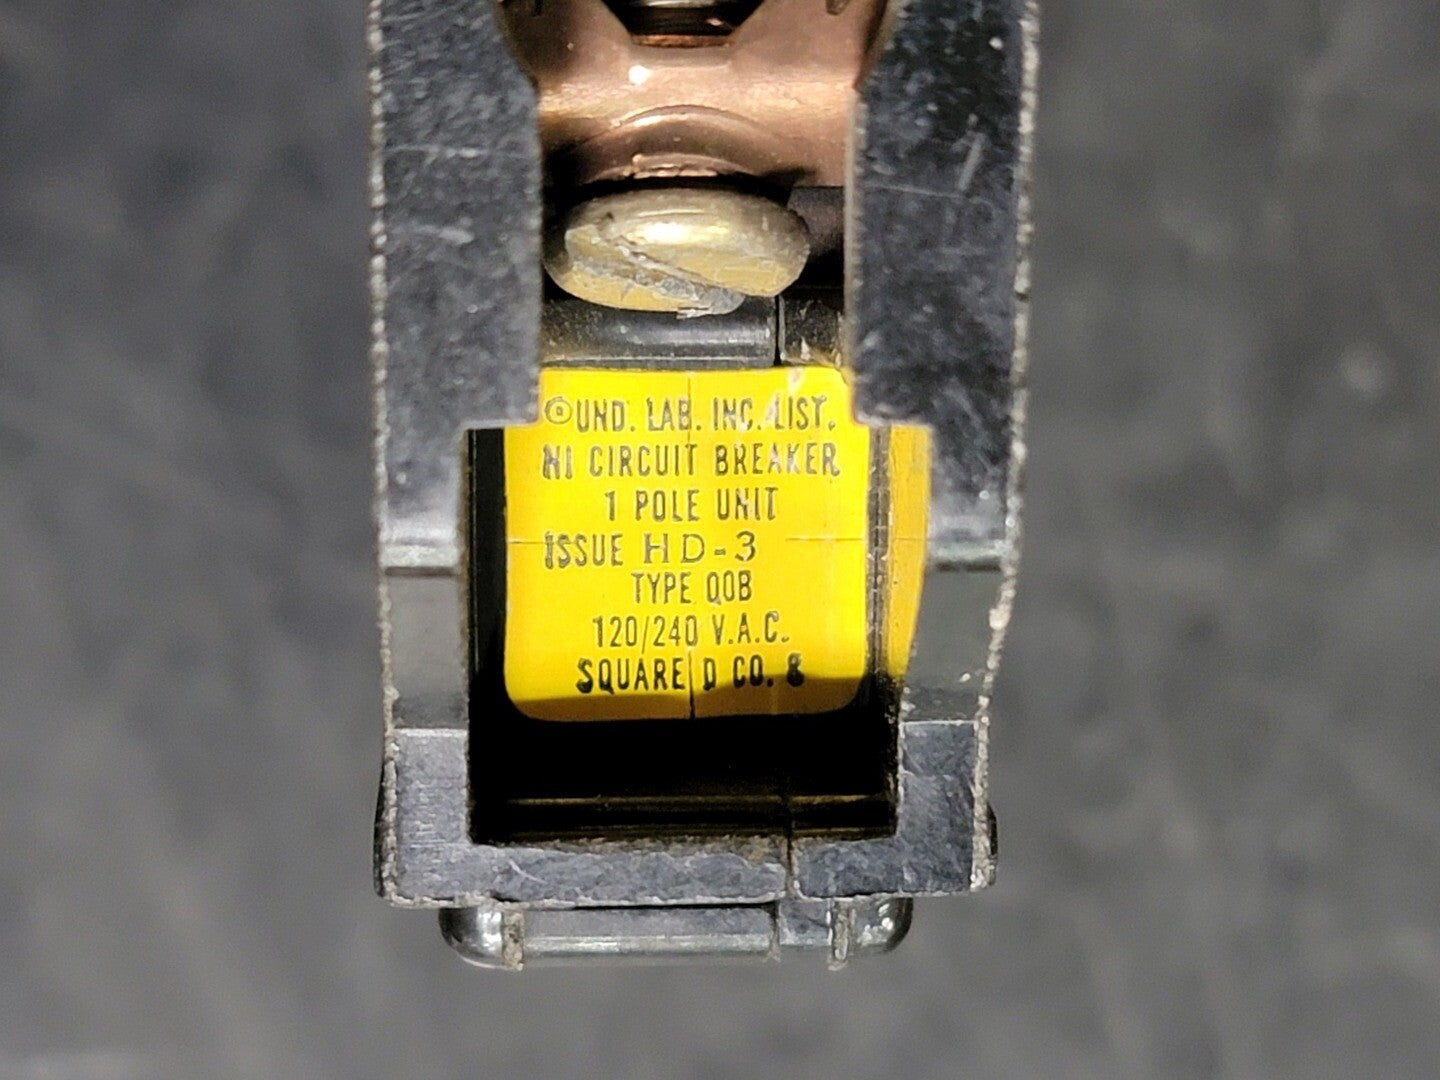 UND. LAB. INC. LIST.
NI CIRCUIT BREAKER
1 POLE UNIT
ISSUE HD-3
TYPE QOB
120/240 V.A.C.
SQUARE D CO. 8